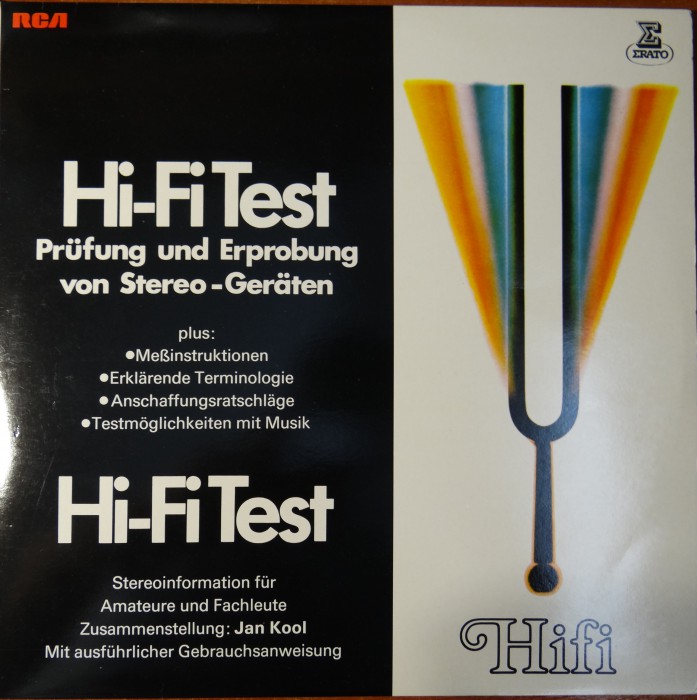 RCA
Σ
ΣRATO
Hi-Fi Test
Prüfung und Erprobung
von Stereo-Geräten
plus:
•Meßinstruktionen
•Erklärende Terminologie
•Anschaffungsratschläge
•Testmöglichkeiten mit Musik
Hi-Fi Test
Stereoinformation für
Amateure und Fachleute
Zusammenstellung: Jan Kool
Mit ausführlicher Gebrauchsanweisung
Hifi